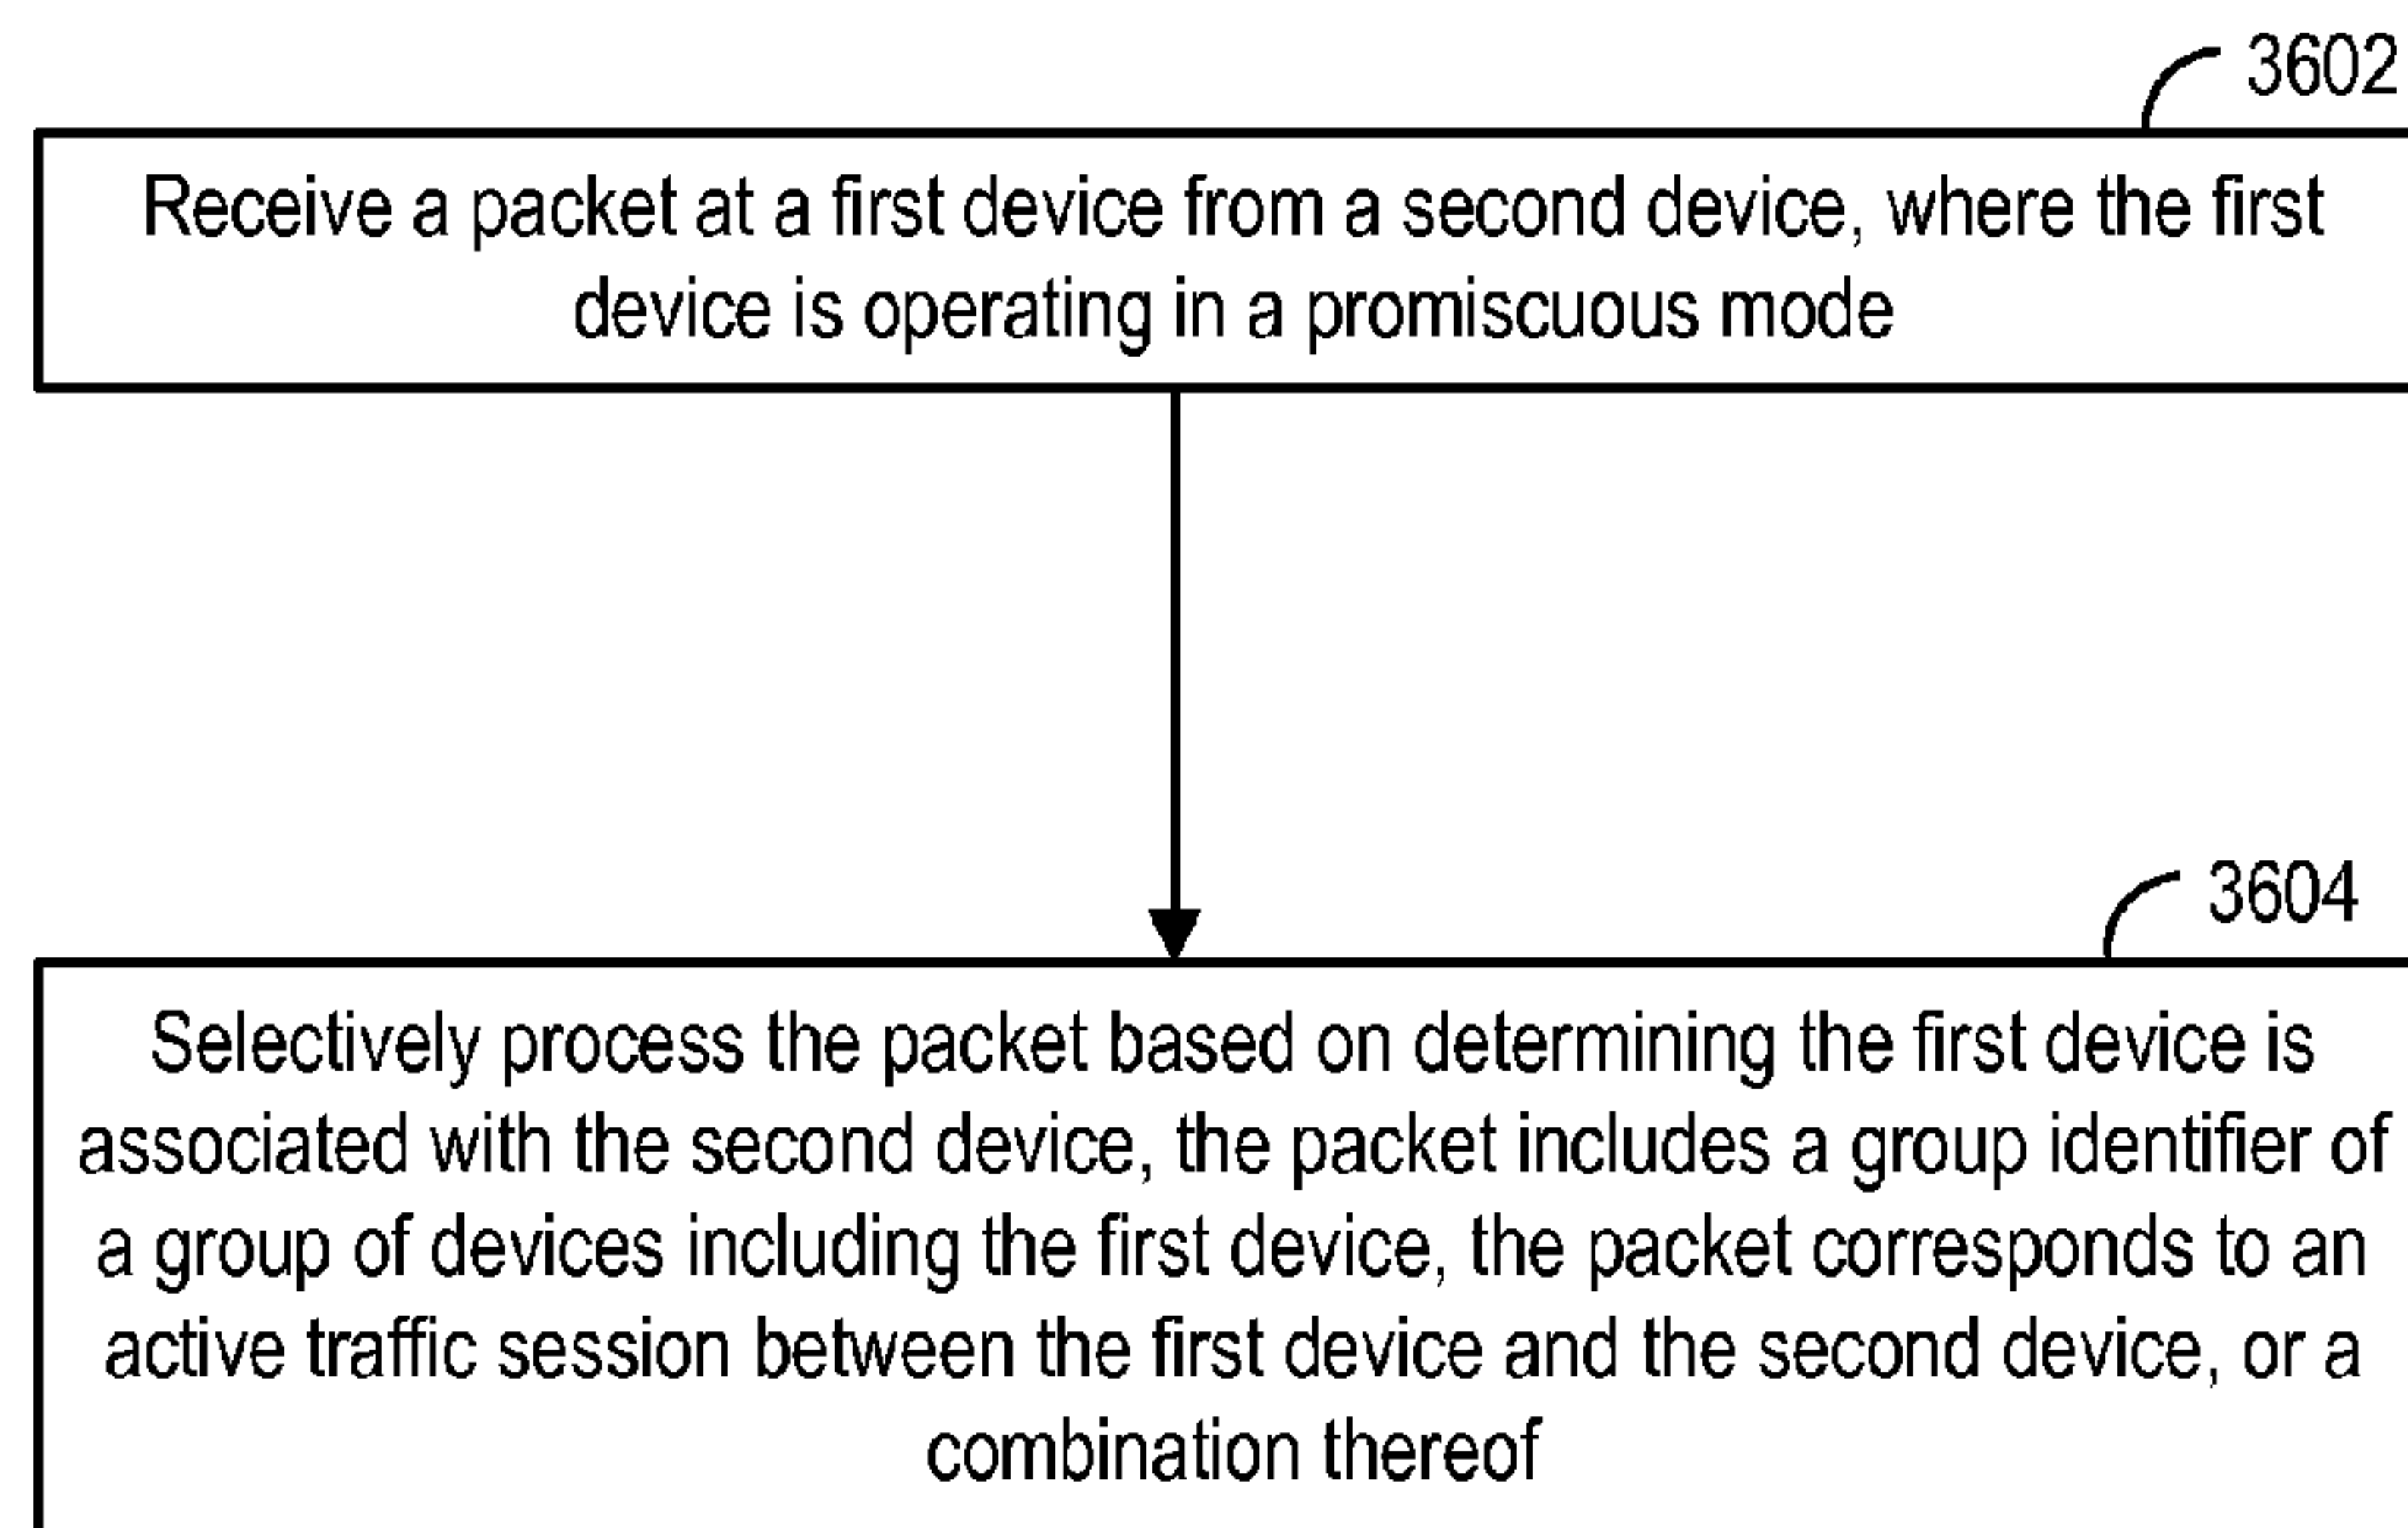 3602
Receive a packet at a first device from a second device, where the first
device is operating in a promiscuous mode
3604
Selectively process the packet based on determining the first device is
associated with the second device, the packet includes a group identifier of
a group of devices including the first device, the packet corresponds to an
active traffic session between the first device and the second device, or a
combination thereof